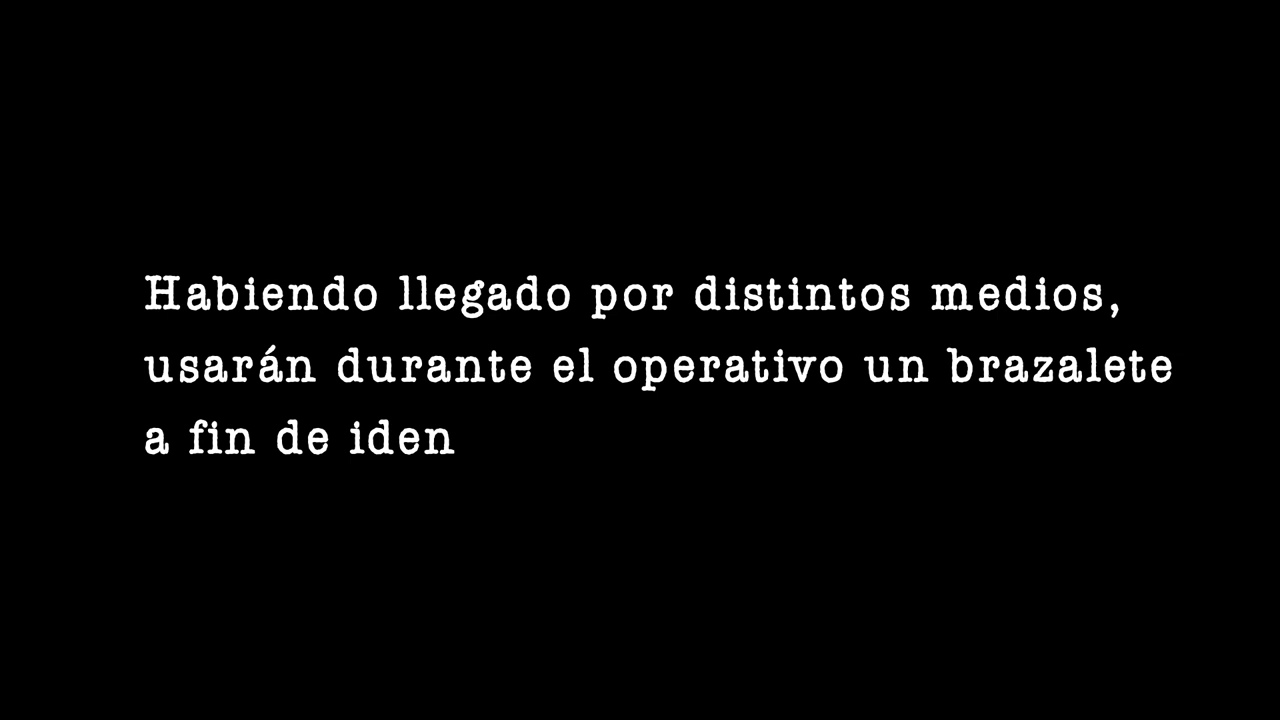 Habiendo llegado por distintos medios,
usarán durante el operativo un brazalete
a fin de iden